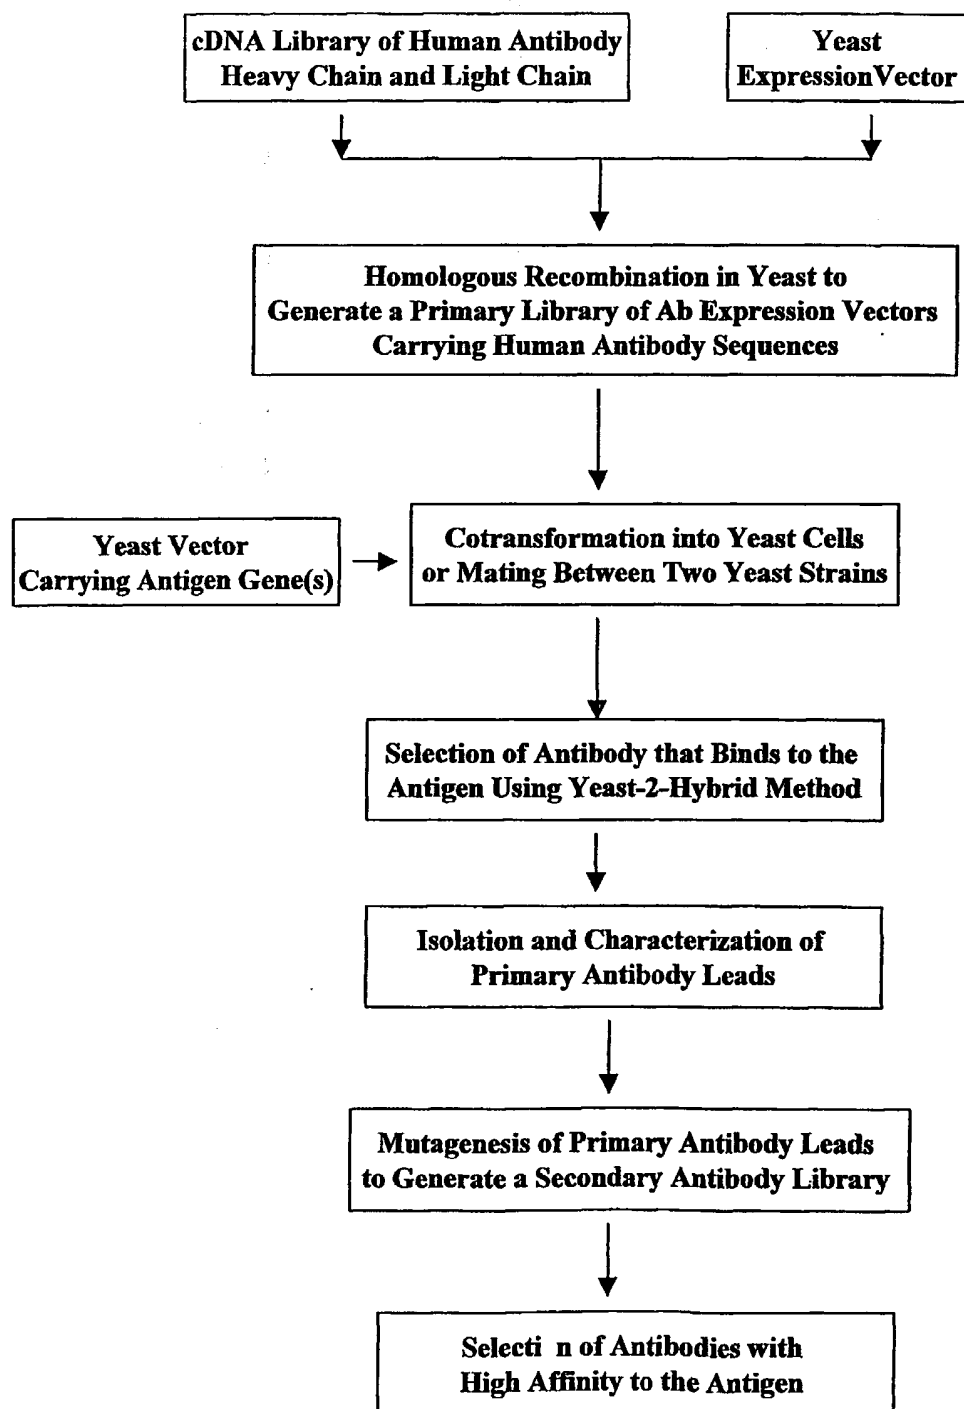 cDNA Library of Human Antibody
Heavy Chain and Light Chain
Yeast
ExpressionVector
Homologous Recombination in Yeast to
Generate a Primary Library of Ab Expression Vectors
Carrying Human Antibody Sequences
Yeast Vector
Carrying Antigen Gene(s)
Cotransformation into Yeast Cells
or Mating Between Two Yeast Strains
Selection of Antibody that Binds to the
Antigen Using Yeast-2-Hybrid Method
Isolation and Characterization of
Primary Antibody Leads
Mutagenesis of Primary Antibody Leads
to Generate a Secondary Antibody Library
Selecti n of Antibodies with
High Affinity to the Antigen